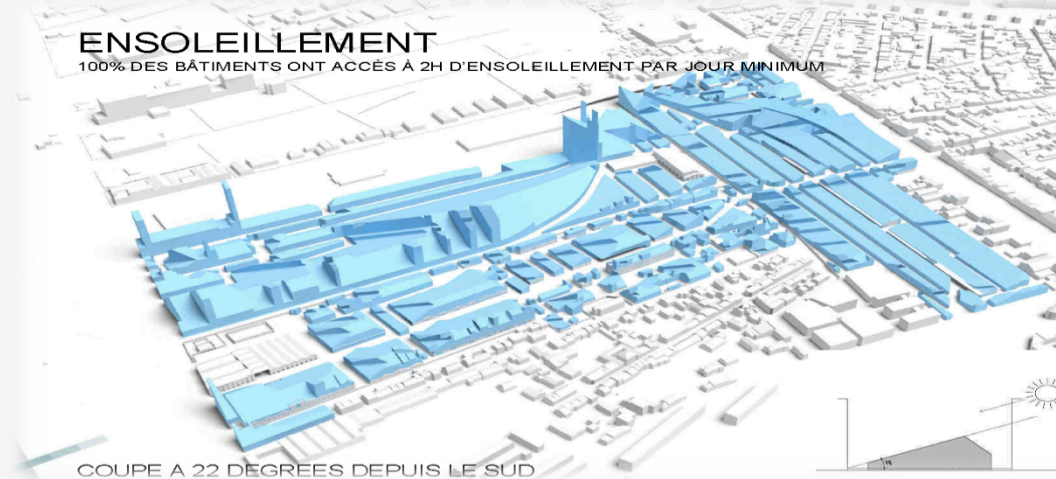 ENSOLEILLEMENT
100% DES BÂTIMENTS ONT ACCÈS À 2H D'ENSOLEILLEMENT PAR JOUR MINIMUM
COUPE A 22 DEGREES DEPUIS LE SUD